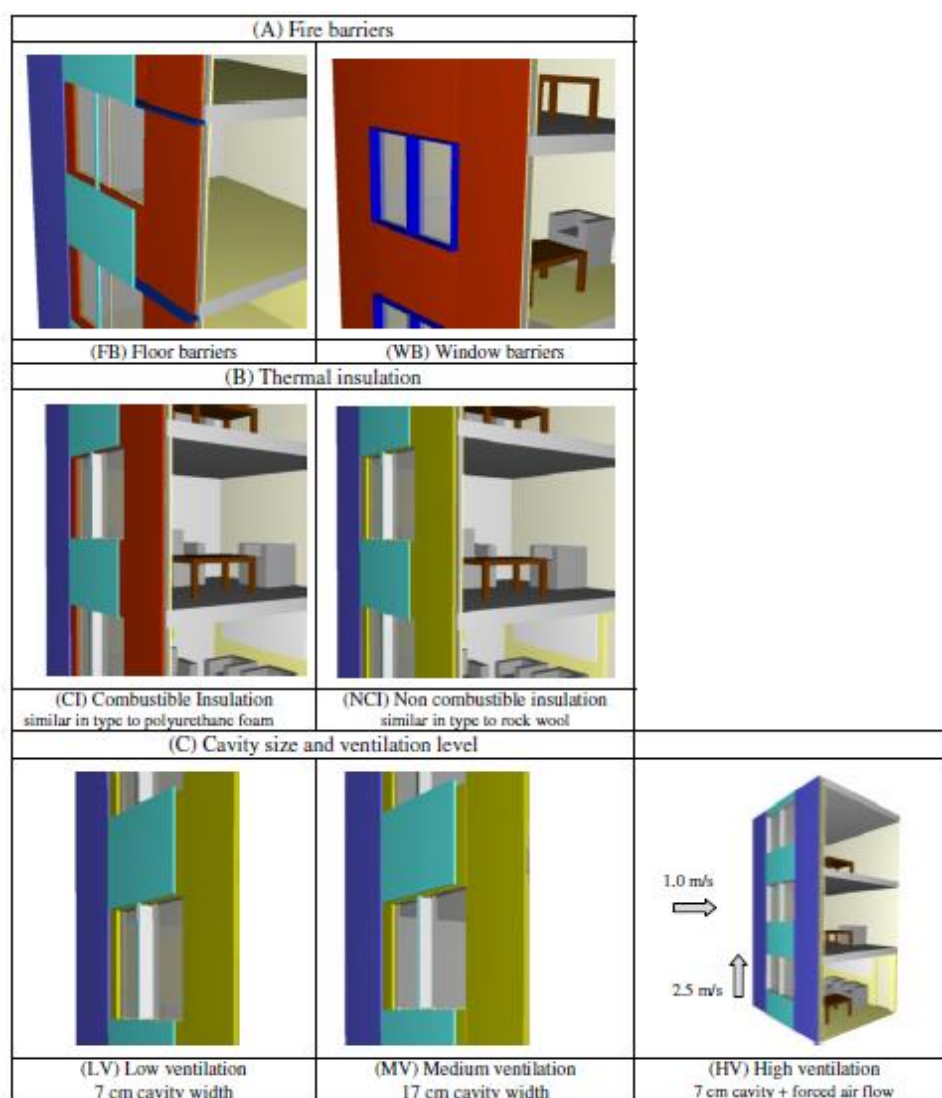 (A) Fire barriers
(FB) Floor barriers
(WB) Window barriers
(B) Thermal insulation
(CI) Combustible Insulation
similar in type to polyurethane foam
(NCI) Non combustible insulation
similar in type to rock wool
(C) Cavity size and ventilation level
1.0 m/s
2.5 m/s
(LV) Low ventilation
7 cm cavity width
(MV) Medium ventilation
17 cm cavity width
(HV) High ventilation
7 cm cavity + forced air flow